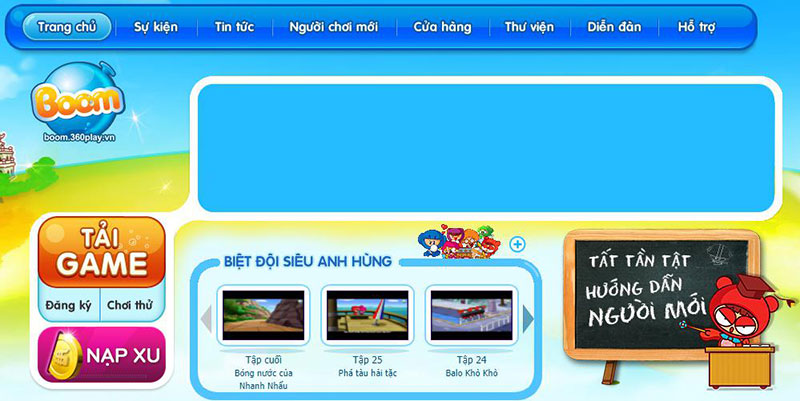 Trang chủ
Sự kiện
Tin tức
Người chơi mới
Cửa hàng
Thư viện
Diễn đàn
Hỗ trợ
Boom
boom.360play.vn
TẢI
GAME
Đăng ký
Chơi thử
NẠP XU
BIỆT ĐỘI SIÊU ANH HÙNG
Tập cuối
Bóng nước của
Nhanh Nhẩu
Tập 25
Phá tàu hải tặc
Tập 24
Balo Khò Khò
TẤT TẦN TẬT
HƯỚNG DẪN
NGƯỜI MỚI